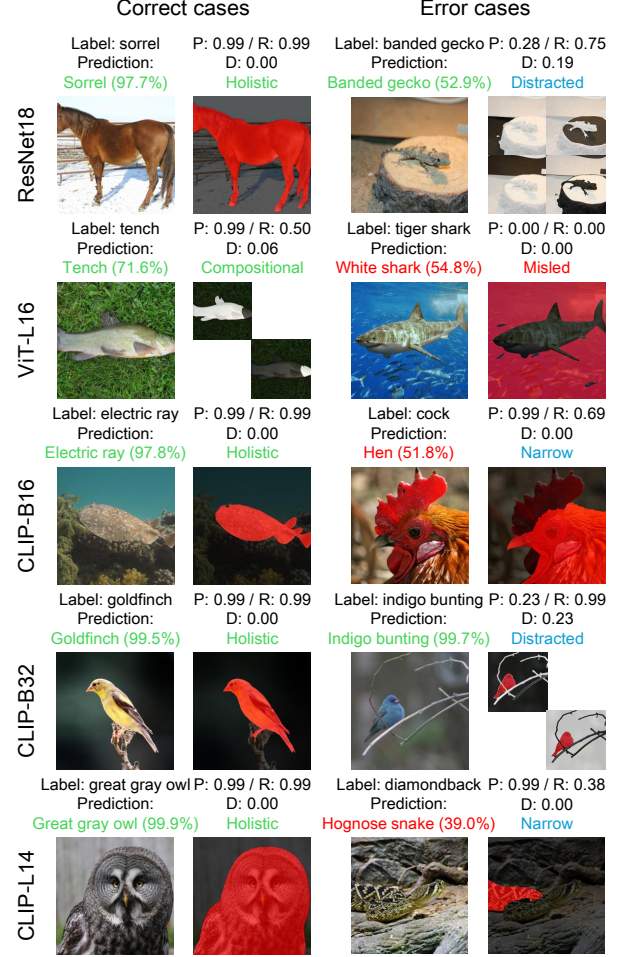 Correct cases
Error cases
ResNet18
Label: sorrel
Prediction:
Sorrel (97.7%)
P: 0.99 / R: 0.99
D: 0.00
Holistic
Label: banded gecko
Prediction:
Banded gecko (52.9%)
P: 0.28 / R: 0.75
D: 0.19
Distracted
ViT-L16
Label: tench
Prediction:
Tench (71.6%)
P: 0.99 / R: 0.50
D: 0.06
Compositional
Label: tiger shark
Prediction:
White shark (54.8%)
P: 0.00 / R: 0.00
D: 0.00
Misled
CLIP-B16
Label: electric ray
Prediction:
Electric ray (97.8%)
P: 0.99 / R: 0.99
D: 0.00
Holistic
Label: cock
Prediction:
Hen (51.8%)
P: 0.99 / R: 0.69
D: 0.00
Narrow
CLIP-B32
Label: goldfinch
Prediction:
Goldfinch (99.5%)
P: 0.99 / R: 0.99
D: 0.00
Holistic
Label: indigo bunting
Prediction:
Indigo bunting (99.7%)
P: 0.23 / R: 0.99
D: 0.23
Distracted
CLIP-L14
Label: great gray owl
Prediction:
Great gray owl (99.9%)
P: 0.99 / R: 0.99
D: 0.00
Holistic
Label: diamondback
Prediction:
Hognose snake (39.0%)
P: 0.99 / R: 0.38
D: 0.00
Narrow